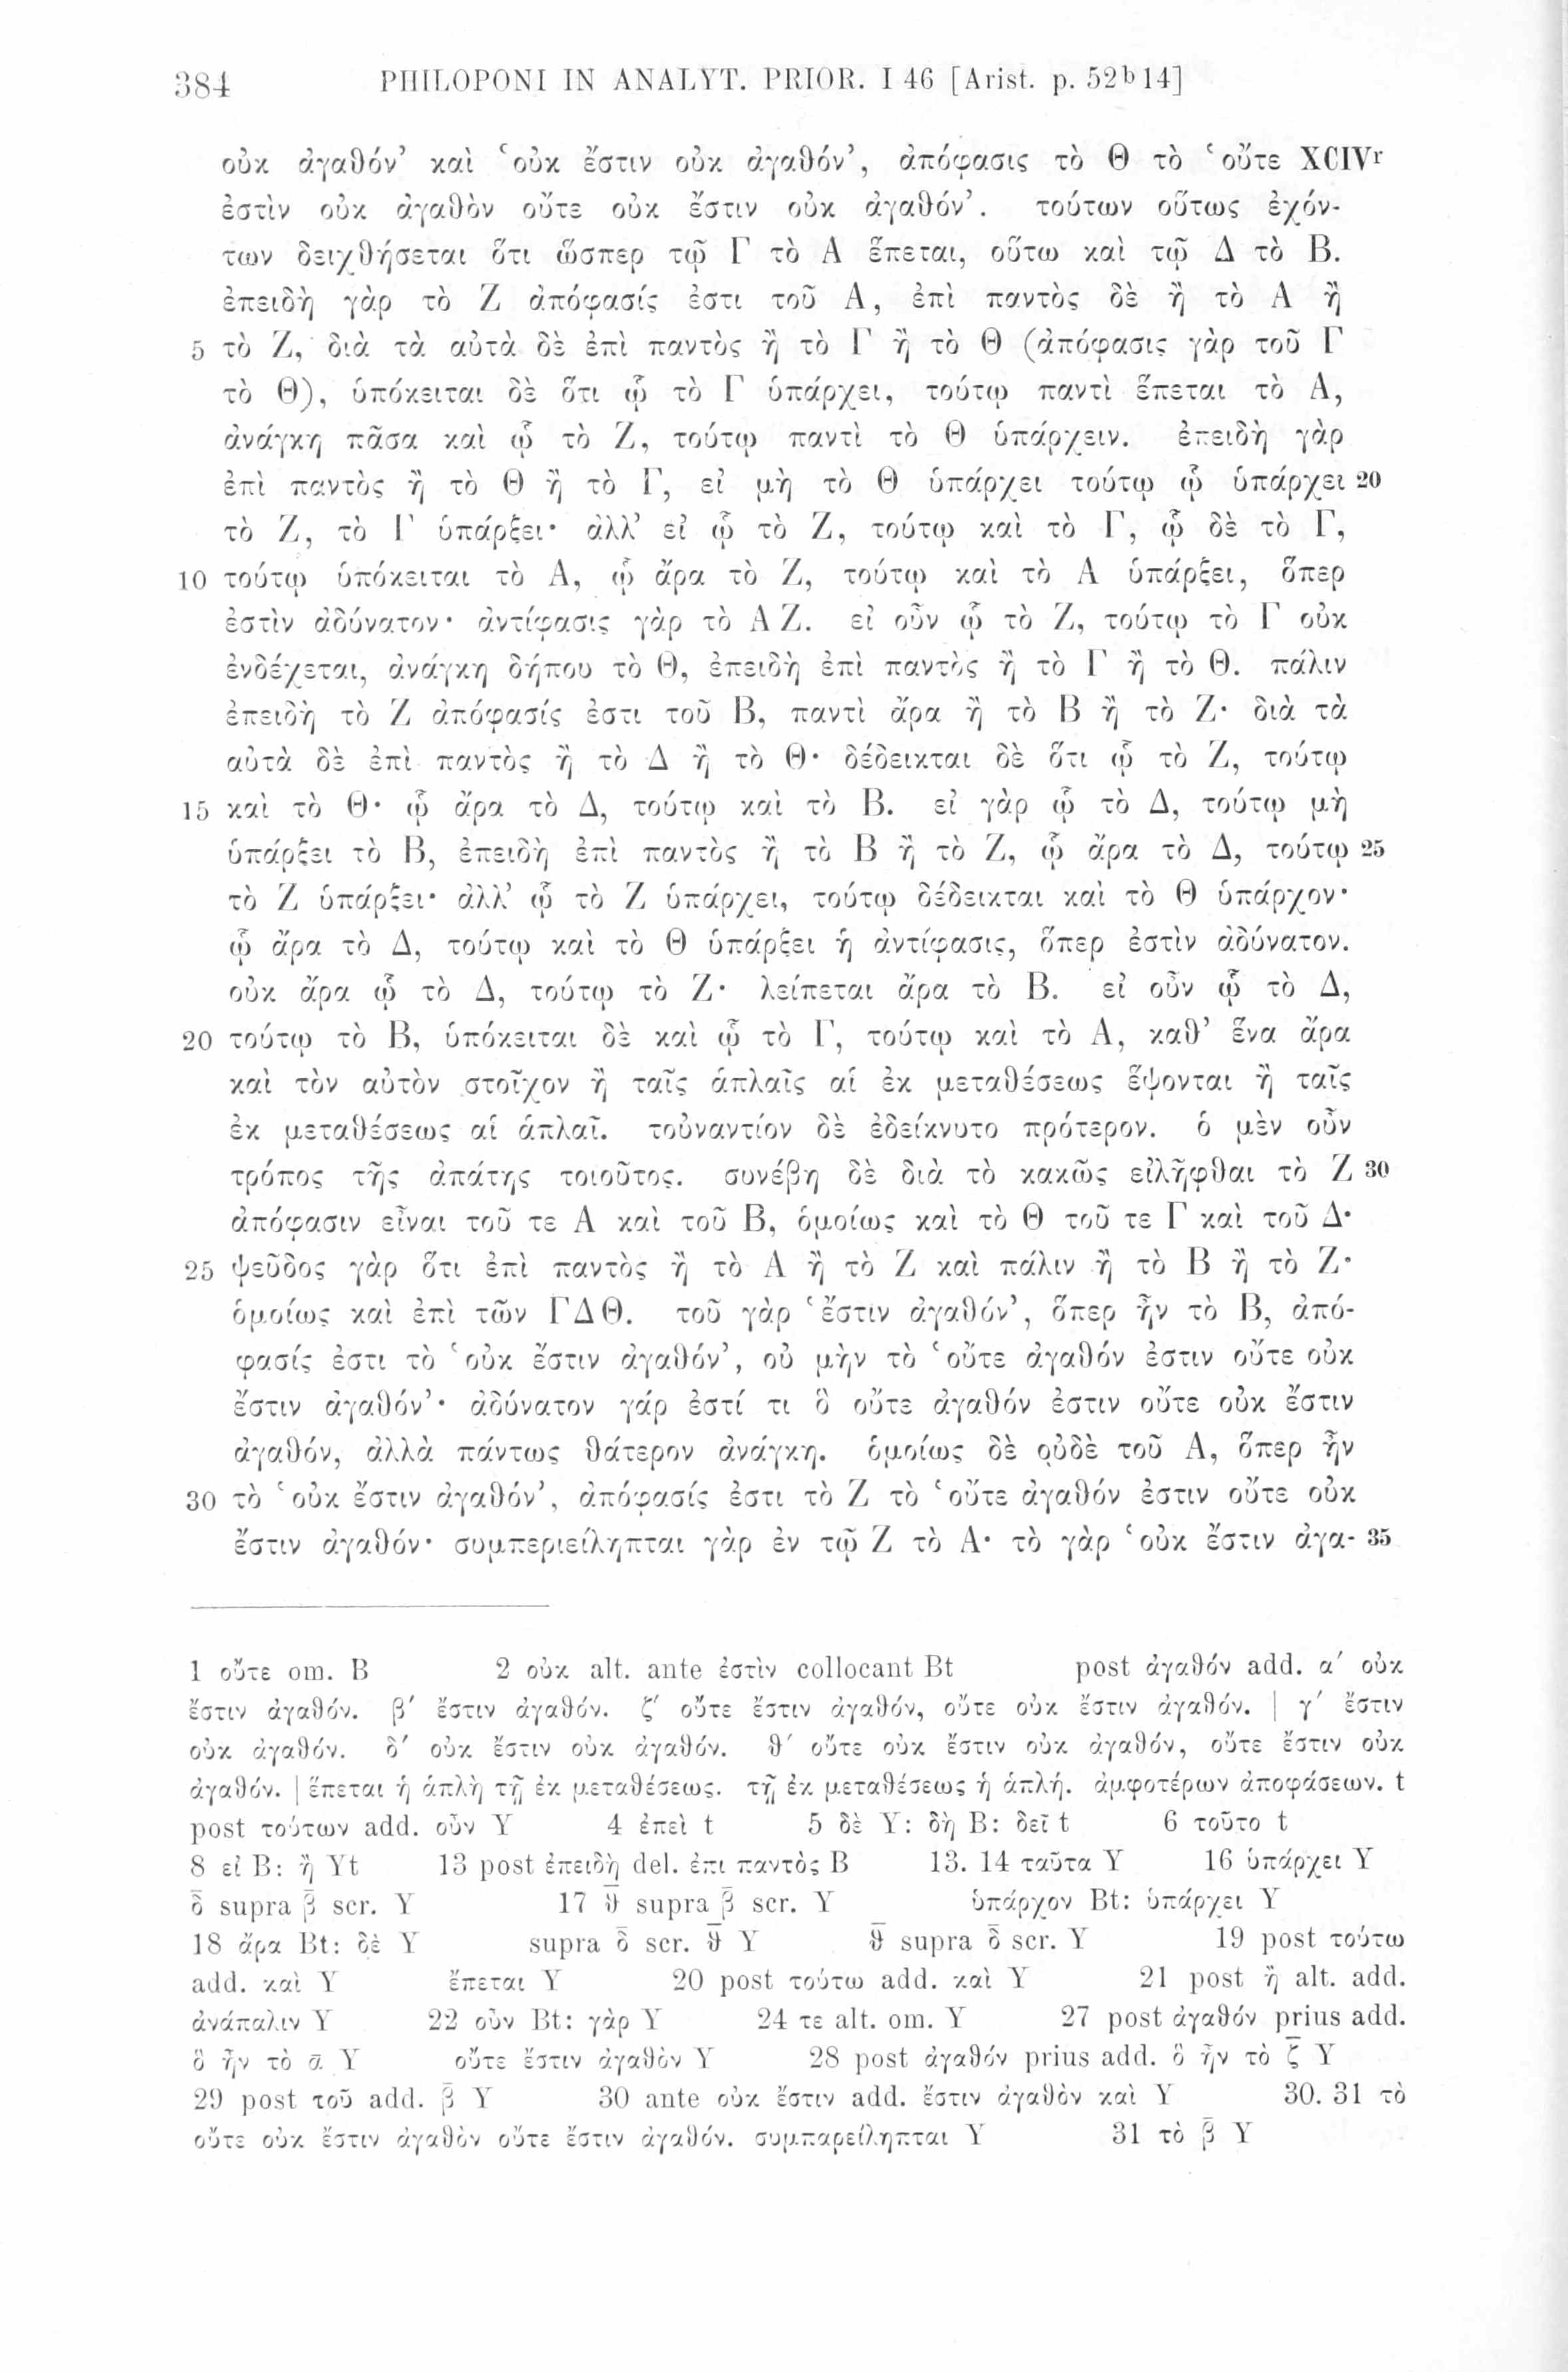 384 PHILOPONI IN ANALYT. PRIOR. I 46 [Arist. p. 52b14]
οὐκ ἀγαθόν’ καὶ ‘οὐκ ἔστιν οὐκ ἀγαθόν’, ἀπόφασις τὸ Θ τὸ ‘οὔτε XCIVr
ἐστὶν οὐκ ἀγαθὸν οὔτε οὐκ ἔστιν οὐκ ἀγαθόν’. τούτων οὕτως ἐχόν-
των δειχθήσεται ὅτι ὥσπερ τῷ Γ τὸ Α ἕπεται, οὕτω καὶ τῷ Δ τὸ Β.
ἐπειδὴ γὰρ τὸ Ζ ἀπόφασίς ἐστι τοῦ Α, ἐπὶ παντὸς δὲ ἢ τὸ Α ἢ
5 τὸ Ζ, διὰ τὰ αὐτὰ δὲ ἐπὶ παντὸς ἢ τὸ Γ ἢ τὸ Θ (ἀπόφασις γὰρ τοῦ Γ
τὸ Θ), ὑπόκειται δὲ ὅτι ᾧ τὸ Γ ὑπάρχει, τούτῳ παντὶ ἕπεται τὸ Α,
ἀνάγκη πᾶσα καὶ ᾧ τὸ Ζ, τούτῳ παντὶ τὸ Θ ὑπάρχειν. ἐπειδὴ γὰρ
ἐπὶ παντὸς ἢ τὸ Θ ἢ τὸ Γ, εἰ μὴ τὸ Θ ὑπάρχει τούτῳ ᾧ ὑπάρχει 20
τὸ Ζ, τὸ Γ ὑπάρξει· ἀλλ’ εἰ ᾧ τὸ Ζ, τούτῳ καὶ τὸ Γ, ᾧ δὲ τὸ Γ,
10 τούτῳ ὑπόκειται τὸ Α, ᾧ ἄρα τὸ Ζ, τούτῳ καὶ τὸ Α ὑπάρξει, ὅπερ
ἐστὶν ἀδύνατον· ἀντίφασις γὰρ τὸ ΑΖ. εἰ οὖν ᾧ τὸ Ζ, τούτῳ τὸ Γ οὐκ
ἐνδέχεται, ἀνάγκη δήπου τὸ Θ, ἐπειδὴ ἐπὶ παντὸς ἢ τὸ Γ ἢ τὸ Θ. πάλιν
ἐπειδὴ τὸ Ζ ἀπόφασίς ἐστι τοῦ Β, παντὶ ἄρα ἢ τὸ Β ἢ τὸ Ζ· διὰ τὰ
αὐτὰ δὲ ἐπὶ παντὸς ἢ τὸ Δ ἢ τὸ Θ· δέδεικται δὲ ὅτι ᾧ τὸ Ζ, τούτῳ
15 καὶ τὸ Θ· ᾧ ἄρα τὸ Δ, τούτῳ καὶ τὸ Β. εἰ γὰρ ᾧ τὸ Δ, τούτῳ μὴ
ὑπάρξει τὸ Β, ἐπειδὴ ἐπὶ παντὸς ἢ τὸ Β ἢ τὸ Ζ, ᾧ ἄρα τὸ Δ, τούτῳ 25
τὸ Ζ ὑπάρξει· ἀλλ’ ᾧ τὸ Ζ ὑπάρχει, τούτῳ δέδεικται καὶ τὸ Θ ὑπάρχον·
ᾧ ἄρα τὸ Δ, τούτῳ καὶ τὸ Θ ὑπάρξει ἡ ἀντίφασις, ὅπερ ἐστὶν ἀδύνατον.
οὐκ ἄρα ᾧ τὸ Δ, τούτῳ τὸ Ζ· λείπεται ἄρα τὸ Β. εἰ οὖν ᾧ τὸ Δ,
20 τούτῳ τὸ Β, ὑπόκειται δὲ καὶ ᾧ τὸ Γ, τούτῳ καὶ τὸ Α, καθ’ ἕνα ἄρα
καὶ τὸν αὐτὸν στοῖχον ἢ ταῖς ἁπλαῖς αἱ ἐκ μεταθέσεως ἕψονται ἢ ταῖς
ἐκ μεταθέσεως αἱ ἁπλαῖ. τοὐναντίον δὲ ἐδείκνυτο πρότερον. ὁ μὲν οὖν
τρόπος τῆς ἀπάτης τοιοῦτος. συνέβη δὲ διὰ τὸ κακῶς εἰλῆφθαι τὸ Ζ 30
ἀπόφασιν εἶναι τοῦ τε Α καὶ τοῦ Β, ὁμοίως καὶ τὸ Θ τοῦ τε Γ καὶ τοῦ Δ·
25 ψεῦδος γὰρ ὅτι ἐπὶ παντὸς ἢ τὸ Α ἢ τὸ Ζ καὶ πάλιν ἢ τὸ Β ἢ τὸ Ζ·
ὁμοίως καὶ ἐπὶ τῶν ΓΔΘ. τοῦ γὰρ ‘ἔστιν ἀγαθόν’, ὅπερ ἦν τὸ Β, ἀπό-
φασίς ἐστι τὸ ‘οὐκ ἔστιν ἀγαθόν’, οὐ μὴν τὸ ‘οὔτε ἀγαθόν ἐστιν οὔτε οὐκ
ἔστιν ἀγαθόν’· ἀδύνατον γάρ ἐστί τι ὃ οὔτε ἀγαθόν ἐστιν οὔτε οὐκ ἔστιν
ἀγαθόν, ἀλλὰ πάντως θάτερον ἀνάγκη. ὁμοίως δὲ οὐδὲ τοῦ Α, ὅπερ ἦν
30 τὸ ‘οὐκ ἔστιν ἀγαθόν’, ἀπόφασίς ἐστι τὸ Ζ τὸ ‘οὔτε ἀγαθόν ἐστιν οὔτε οὐκ
ἔστιν ἀγαθόν· συμπεριείληπται γὰρ ἐν τῷ Ζ τὸ Α· τὸ γὰρ ‘οὐκ ἔστιν ἀγα- 35
1 οὔτε om. B 2 οὐκ alt. ante ἐστὶν collocant Bt post ἀγαθόν add. α´ οὐκ
ἔστιν ἀγαθόν. β´ ἔστιν ἀγαθόν. ζ´ οὔτε ἔστιν ἀγαθόν, οὔτε οὐκ ἔστιν ἀγαθόν. | γ´ ἔστιν
οὐκ ἀγαθόν. δ´ οὐκ ἔστιν οὐκ ἀγαθόν. θ´ οὔτε οὐκ ἔστιν οὐκ ἀγαθόν, οὔτε ἔστιν οὐκ
ἀγαθόν. | ἕπεται ἡ ἁπλὴ τῇ ἐκ μεταθέσεως. τῇ ἐκ μεταθέσεως ἡ ἁπλή. ἀμφοτέρων ἀποφάσεων. t
post τούτων add. οὖν Y 4 ἐπεὶ t 5 δὲ Y: δὴ B: δεῖ t 6 τοῦτο t
8 εἰ B: ἢ Yt 13 post ἐπειδὴ del. ἐπι παντὸς B 13. 14 ταῦτα Y 16 ὑπάρχει Y
δ̄ supra β̄ scr. Y 17 θ̄ supra β̄ scr. Y ὑπάρχον Bt: ὑπάρχει Y
18 ἄρα Bt: δὲ Y supra δ̄ scr. θ̄ Y θ̄ supra δ̄ scr. Y 19 post τούτω
add. καὶ Y ἕπεται Y 20 post τούτω add. καὶ Y 21 post ἢ alt. add.
ἀνάπαλιν Y 22 οὖν Bt: γὰρ Y 24 τε alt. om. Y 27 post ἀγαθόν prius add.
ὃ ἦν τὸ ᾱ Y οὔτε ἔστιν ἀγαθὸν Y 28 post ἀγαθόν prius add. ὃ ἦν τὸ ζ̄ Y
29 post τοῦ add. β̄ Y 30 ante οὐκ ἔστιν add. ἔστιν ἀγαθὸν καὶ Y 30. 31 τὸ
οὔτε οὐκ ἔστιν ἀγαθὸν οὔτε ἔστιν ἀγαθόν. συμπαρείληπται Y 31 τὸ β̄ Y